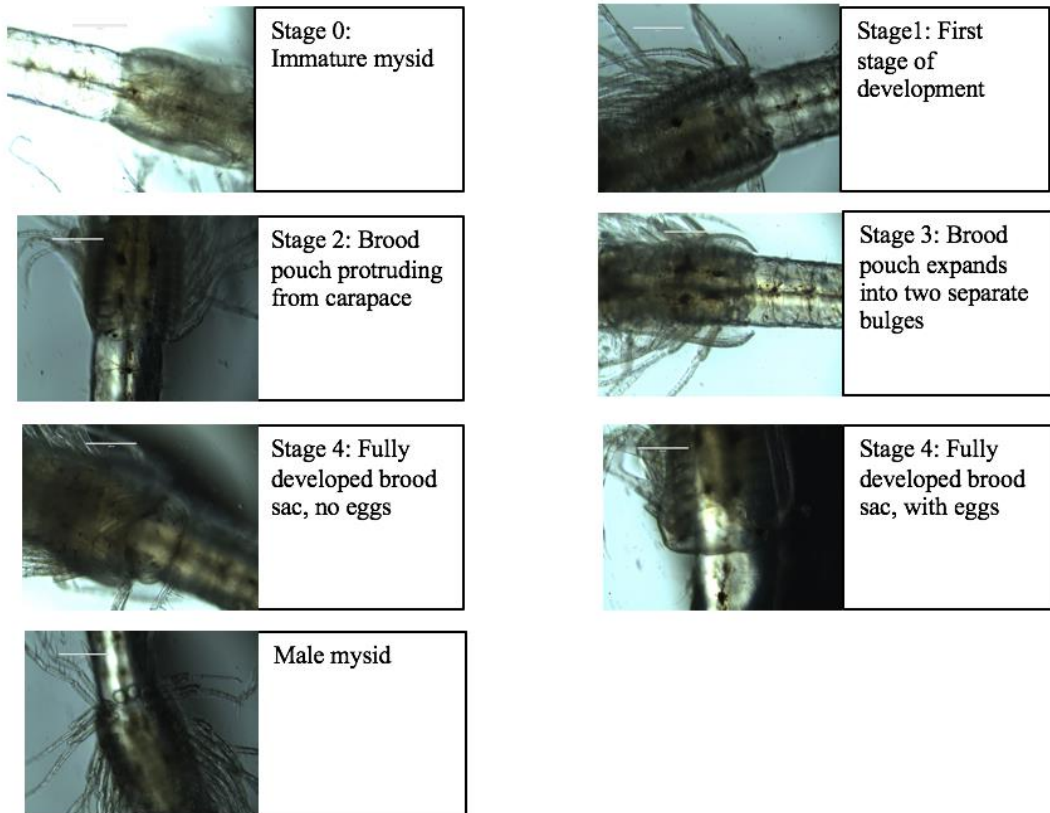 Stage 0:
Immature mysid
Stage1: First
stage of
development
Stage 2: Brood
pouch protruding
from carapace
Stage 3: Brood
pouch expands
into two separate
bulges
Stage 4: Fully
developed brood
sac, no eggs
Stage 4: Fully
developed brood
sac, with eggs
Male mysid